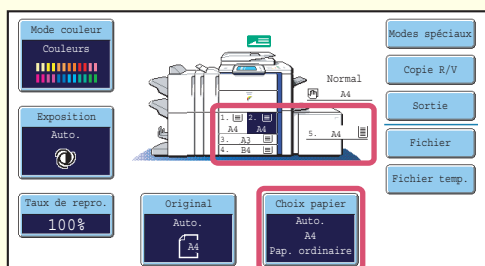 Mode couleur
Couleurs
Exposition
Auto.
Taux de repro.
100%
Normal
A4
1.
2.
A4
A4
3. A3
4. B4
5. A4
Original
Auto.
A4
Choix papier
Auto.
A4
Pap. ordinaire
Modes spéciaux
Copie R/V
Sortie
Fichier
Fichier temp.